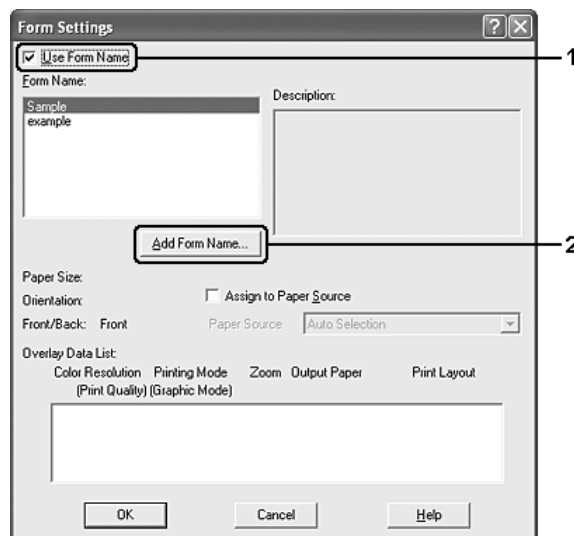 Form Settings
Use Form Name 1
Form Name:
Description:
Sample
example
Add Form Name... 2
Paper Size:
Orientation:
Assign to Paper Source
Front/Back: Front Paper Source Auto Selection
Overlay Data List:
Color Resolution Printing Mode Zoom Output Paper Print Layout
(Print Quality) (Graphic Mode)
OK Cancel Help